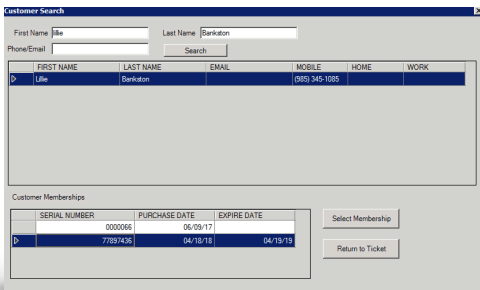 Customer Search
First Name lillie Last Name Bankston
Phone/Email Search
FIRST NAME LAST NAME EMAIL MOBILE HOME WORK
Lillie Bankston (985) 345-1085
Customer Memberships
SERIAL NUMBER PURCHASE DATE EXPIRE DATE
0000066 06/09/17
77897436 04/18/18 04/19/19
Select Membership
Return to Ticket